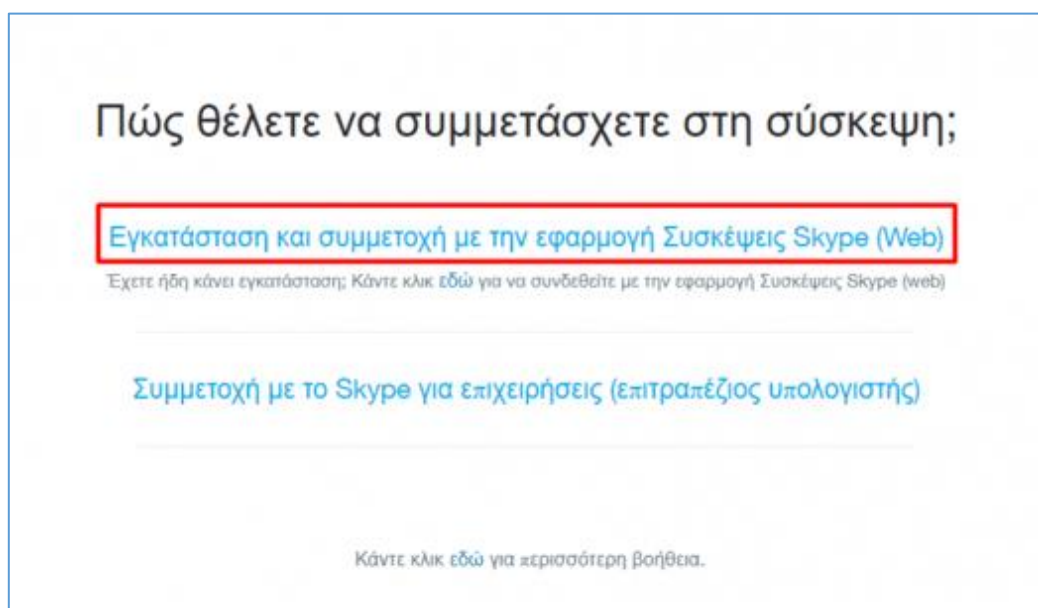 Πώς θέλετε να συμμετάσχετε στη σύσκεψη;
Εγκατάσταση και συμμετοχή με την εφαρμογή Συσκέψεις Skype (Web)
Έχετε ήδη κάνει εγκατάσταση; Κάντε κλικ εδώ για να συνδεθείτε με την εφαρμογή Συσκέψεις Skype (web)
Συμμετοχή με το Skype για επιχειρήσεις (επιτραπέζιος υπολογιστής)
Κάντε κλικ εδώ για περισσότερη βοήθεια.